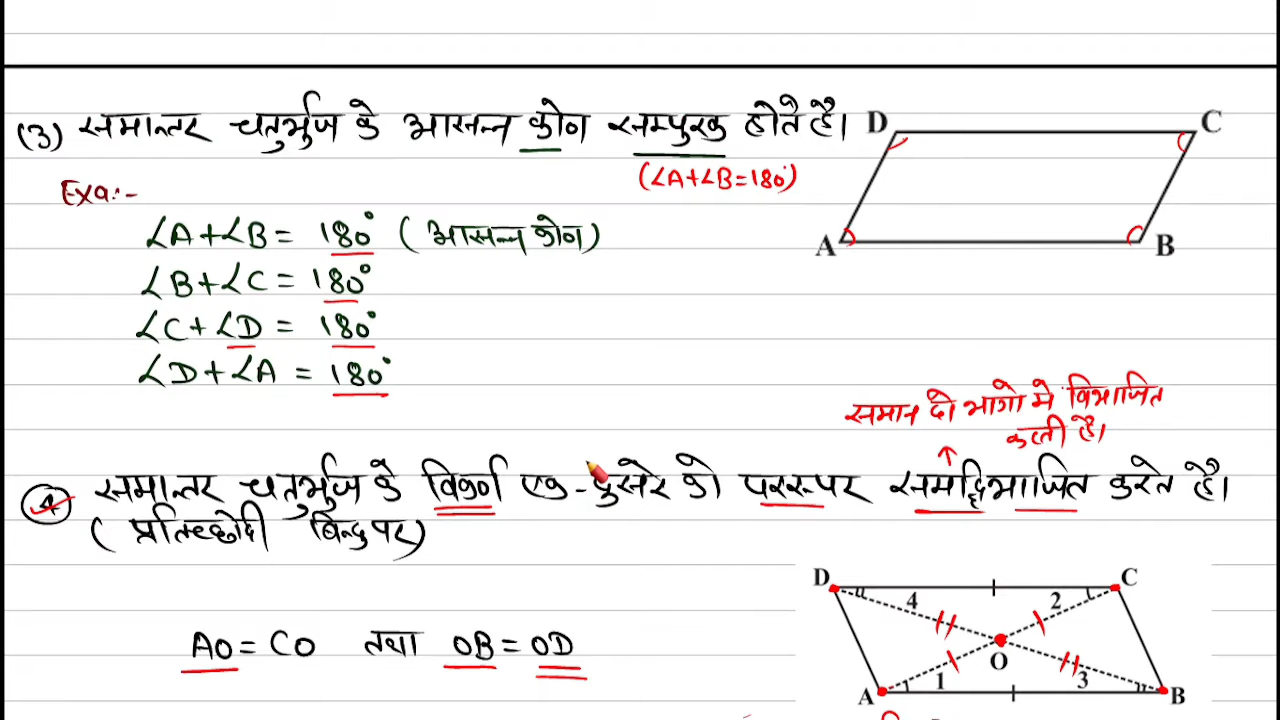 (3) समान्तर चतुर्भुज के आसन्न कोन सम्पुरक होते है।
(∠A+∠B=180°)
D
C
A
B
Exa:-
∠A+∠B= 180° (आसन्न कोन)
∠B+∠C = 180°
∠C+∠D = 180°
∠D+∠A = 180°
समान दो भागो मे विभाजित
करती है।
↑
4 समान्तर चतुर्भुज के विकर्ण एक-दुसरे को परस्पर समद्विभाजित करते है।
(प्रतिच्छेदी बिन्दु पर)
AO = CO तथा OB = OD
D
C
4
2
O
1
3
A
B